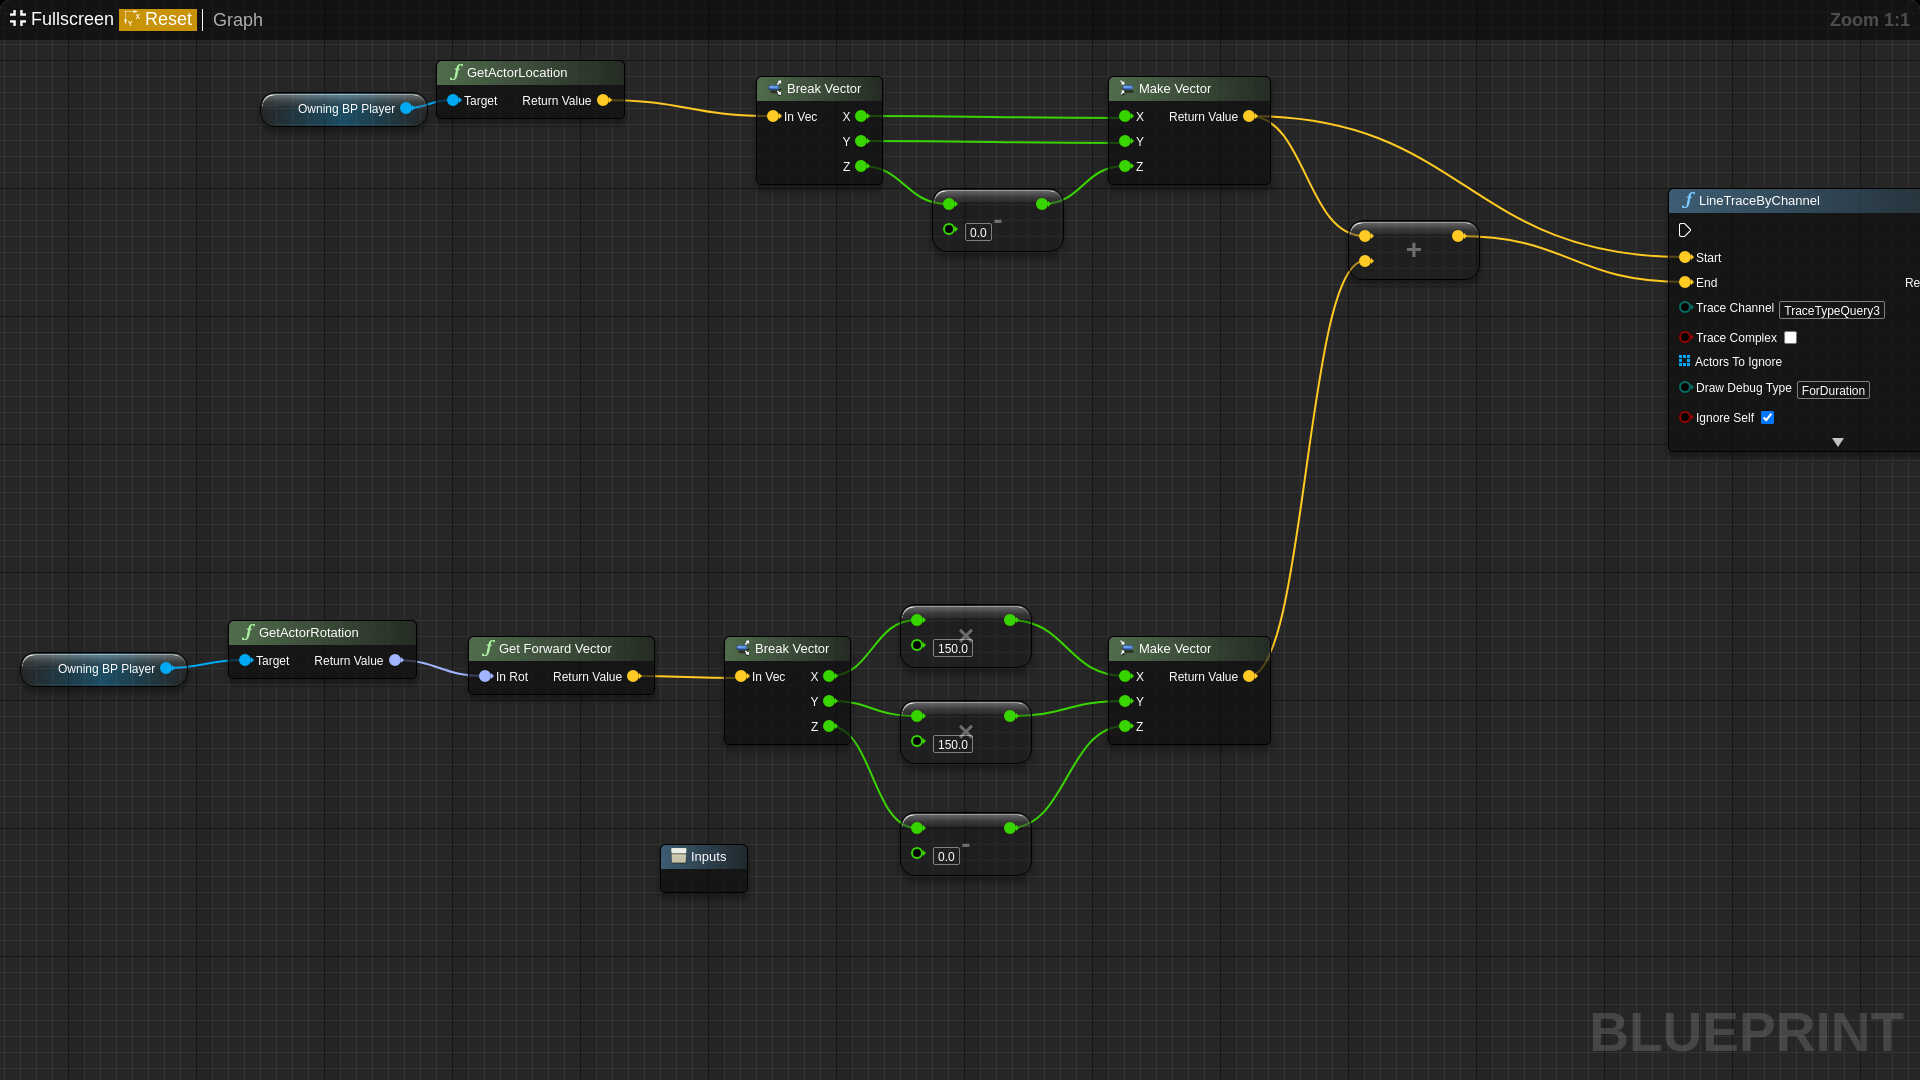 Fullscreen Reset Graph Zoom 1:1
GetActorLocation
Owning BP Player
Target Return Value
Break Vector
In Vec X
Y
Z
-
0.0
Make Vector
X Return Value
Y
Z
+
LineTraceByChannel
Start
End Re
Trace Channel TraceTypeQuery3
Trace Complex
Actors To Ignore
Draw Debug Type ForDuration
Ignore Self
Owning BP Player
GetActorRotation
Target Return Value
Get Forward Vector
In Rot Return Value
Break Vector
In Vec X
Y
Z
×
150.0
×
150.0
-
0.0
Make Vector
X Return Value
Y
Z
Inputs
BLUEPRINT